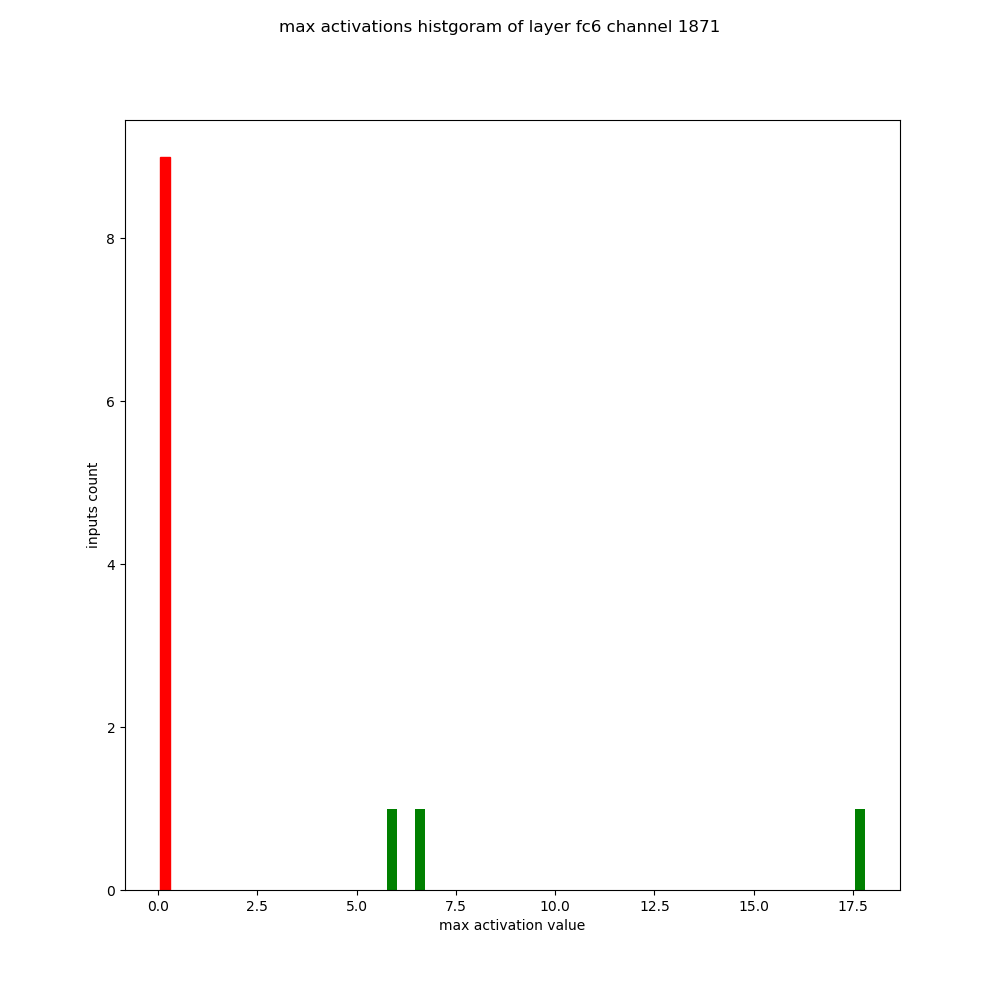 max activations histgoram of layer fc6 channel 1871
8
6
4
2
0
inputs count
0.0 2.5 5.0 7.5 10.0 12.5 15.0 17.5
max activation value